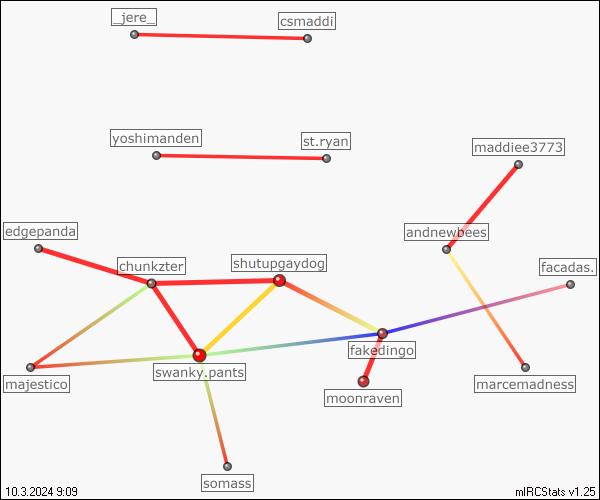 _jere_
csmaddi
yoshimanden
st.ryan
maddiee3773
edgepanda
andnewbees
chunkzter
shutupgaydog
facadas.
fakedingo
swanky.pants
majestico
marcemadness
moonraven
somass
10.3.2024 9:09
mIRCStats v1.25